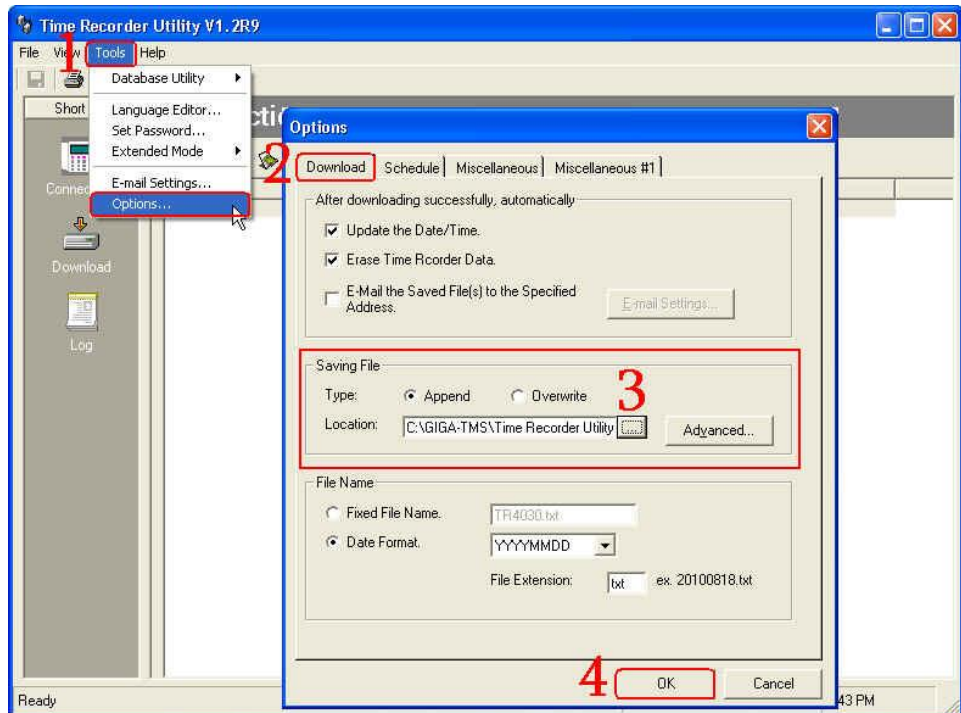 Time Recorder Utility V1.2R9
1
File View Tools Help
Database Utility
Language Editor...
Set Password...
Extended Mode
E-mail Settings...
Options...
Short
Download
Log
Options
2
Download Schedule Miscellaneous Miscellaneous #1
After downloading successfully, automatically
Update the Date/Time.
Erase Time Rcorder Data.
E-Mail the Saved File(s) to the Specified
Address.
E-mail Settings...
Saving File
3
Type: Append Overwrite
Location: C:\GIGA-TMS\Time Recorder Utility ... Advanced...
File Name
Fixed File Name. TR4030.txt
Date Format. YYYYMMDD
File Extension: txt ex. 20100818.txt
4
OK Cancel
Ready 43 PM